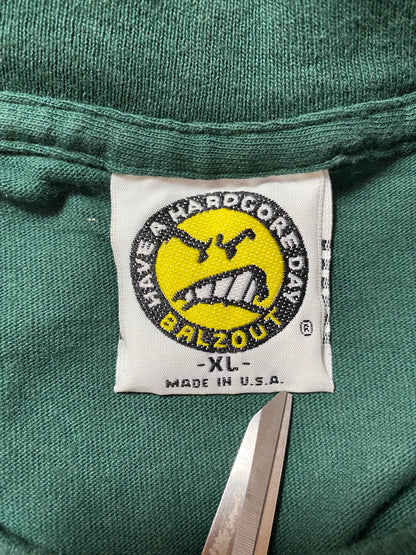 HAVE A HARDCORE DAY
BALZOUT
®
-XL-
MADE IN U.S.A.